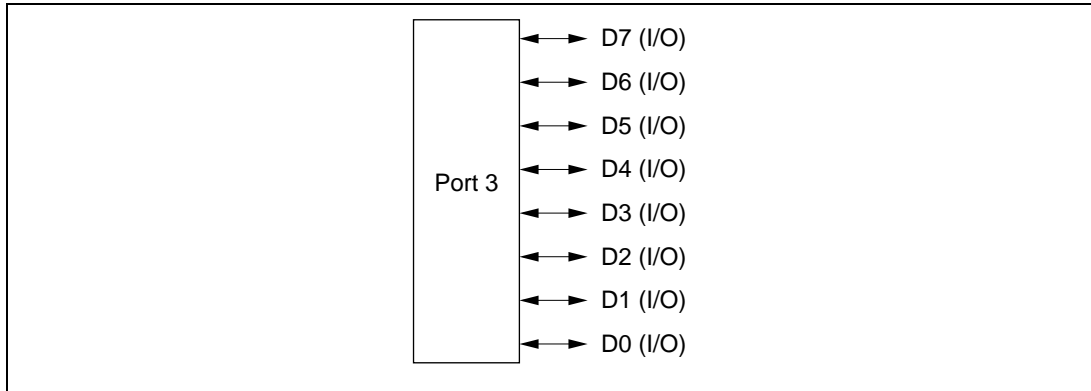 D7 (I/O)
D6 (I/O)
D5 (I/O)
D4 (I/O)
Port 3
D3 (I/O)
D2 (I/O)
D1 (I/O)
D0 (I/O)